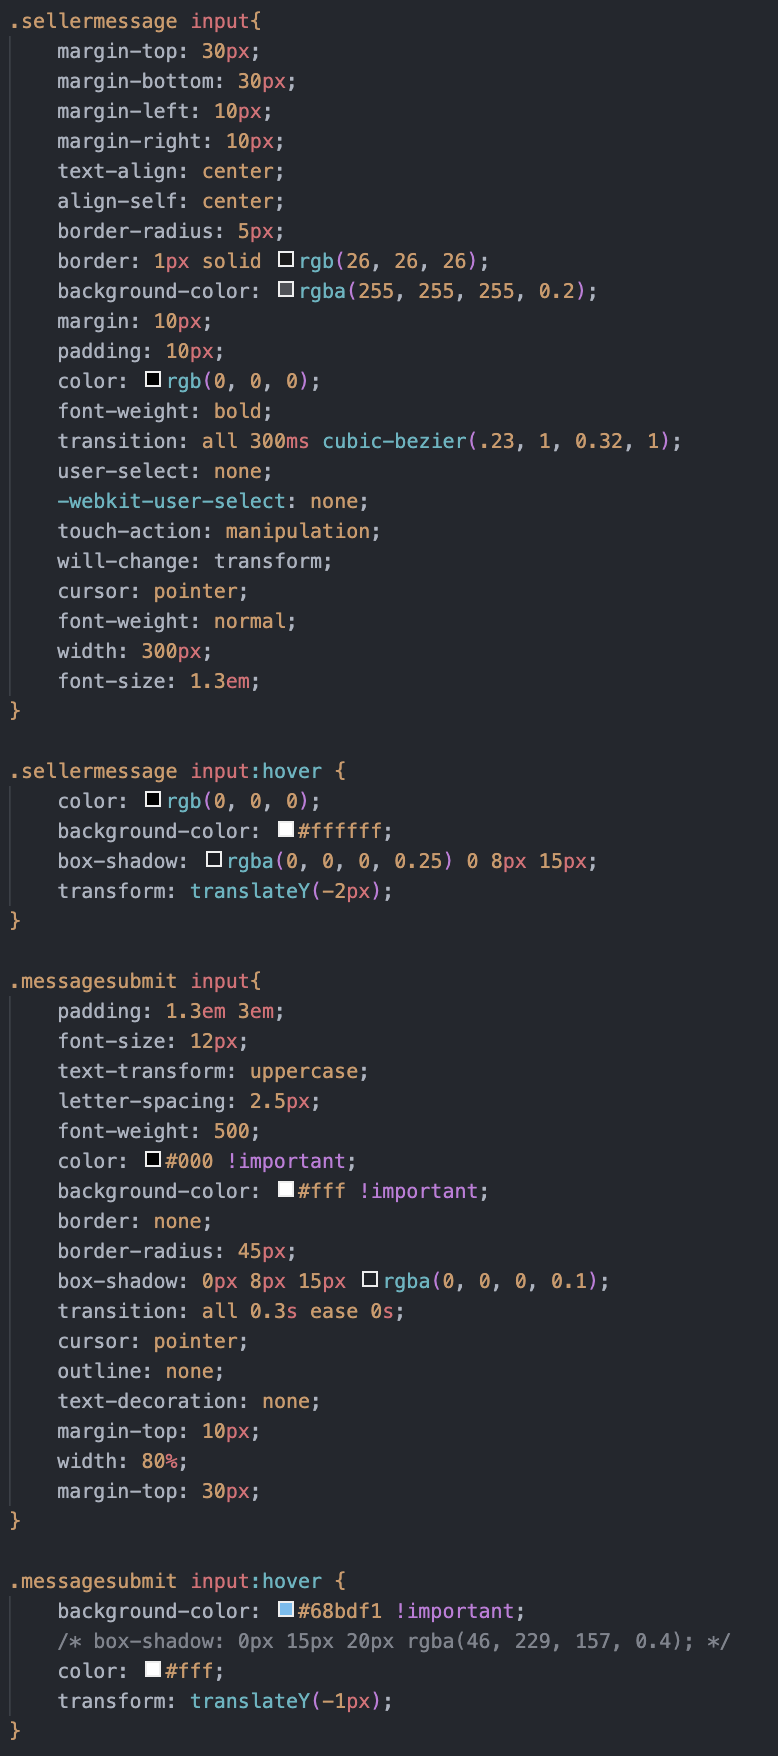 .sellermessage input{
    margin-top: 30px;
    margin-bottom: 30px;
    margin-left: 10px;
    margin-right: 10px;
    text-align: center;
    align-self: center;
    border-radius: 5px;
    border: 1px solid rgb(26, 26, 26);
    background-color: rgba(255, 255, 255, 0.2);
    margin: 10px;
    padding: 10px;
    color: rgb(0, 0, 0);
    font-weight: bold;
    transition: all 300ms cubic-bezier(.23, 1, 0.32, 1);
    user-select: none;
    -webkit-user-select: none;
    touch-action: manipulation;
    will-change: transform;
    cursor: pointer;
    font-weight: normal;
    width: 300px;
    font-size: 1.3em;
}

.sellermessage input:hover {
    color: rgb(0, 0, 0);
    background-color: #ffffff;
    box-shadow: rgba(0, 0, 0, 0.25) 0 8px 15px;
    transform: translateY(-2px);
}

.messagesubmit input{
    padding: 1.3em 3em;
    font-size: 12px;
    text-transform: uppercase;
    letter-spacing: 2.5px;
    font-weight: 500;
    color: #000 !important;
    background-color: #fff !important;
    border: none;
    border-radius: 45px;
    box-shadow: 0px 8px 15px rgba(0, 0, 0, 0.1);
    transition: all 0.3s ease 0s;
    cursor: pointer;
    outline: none;
    text-decoration: none;
    margin-top: 10px;
    width: 80%;
    margin-top: 30px;
}

.messagesubmit input:hover {
    background-color: #68bdf1 !important;
    /* box-shadow: 0px 15px 20px rgba(46, 229, 157, 0.4); */
    color: #fff;
    transform: translateY(-1px);
}